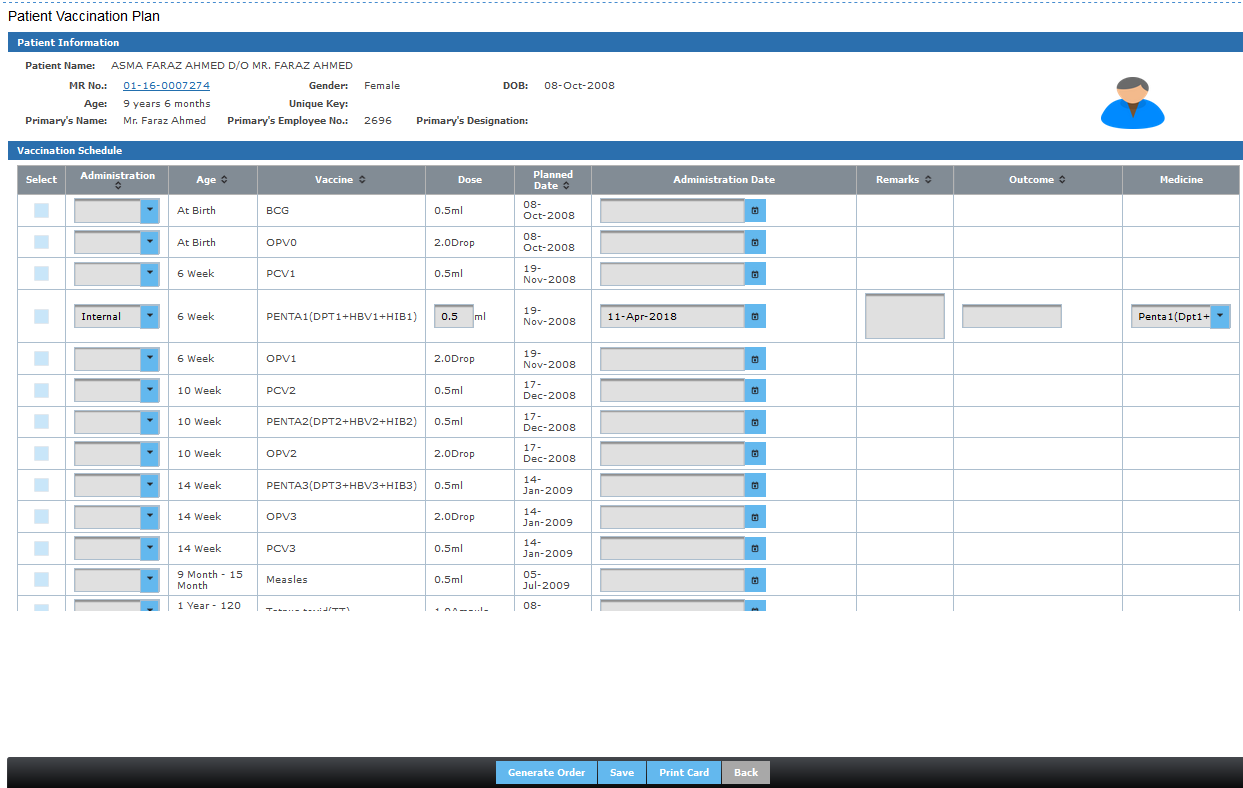 Patient Vaccination Plan
Patient Information
Patient Name: ASMA FARAZ AHMED D/O MR. FARAZ AHMED
MR No.: 01-16-0007274 Gender: Female DOB: 08-Oct-2008
Age: 9 years 6 months Unique Key:
Primary's Name: Mr. Faraz Ahmed Primary's Employee No.: 2696 Primary's Designation:
Vaccination Schedule
Select Administration Age Vaccine Dose Planned Date Administration Date Remarks Outcome Medicine
At Birth BCG 0.5ml 08-Oct-2008
At Birth OPV0 2.0Drop 08-Oct-2008
6 Week PCV1 0.5ml 19-Nov-2008
Internal 6 Week PENTA1(DPT1+HBV1+HIB1) 0.5 ml 19-Nov-2008 11-Apr-2018 Penta1(Dpt1+
6 Week OPV1 2.0Drop 19-Nov-2008
10 Week PCV2 0.5ml 17-Dec-2008
10 Week PENTA2(DPT2+HBV2+HIB2) 0.5ml 17-Dec-2008
10 Week OPV2 2.0Drop 17-Dec-2008
14 Week PENTA3(DPT3+HBV3+HIB3) 0.5ml 14-Jan-2009
14 Week OPV3 2.0Drop 14-Jan-2009
14 Week PCV3 0.5ml 14-Jan-2009
9 Month - 15 Month Measles 0.5ml 05-Jul-2009
1 Year - 120 08-
Generate Order Save Print Card Back